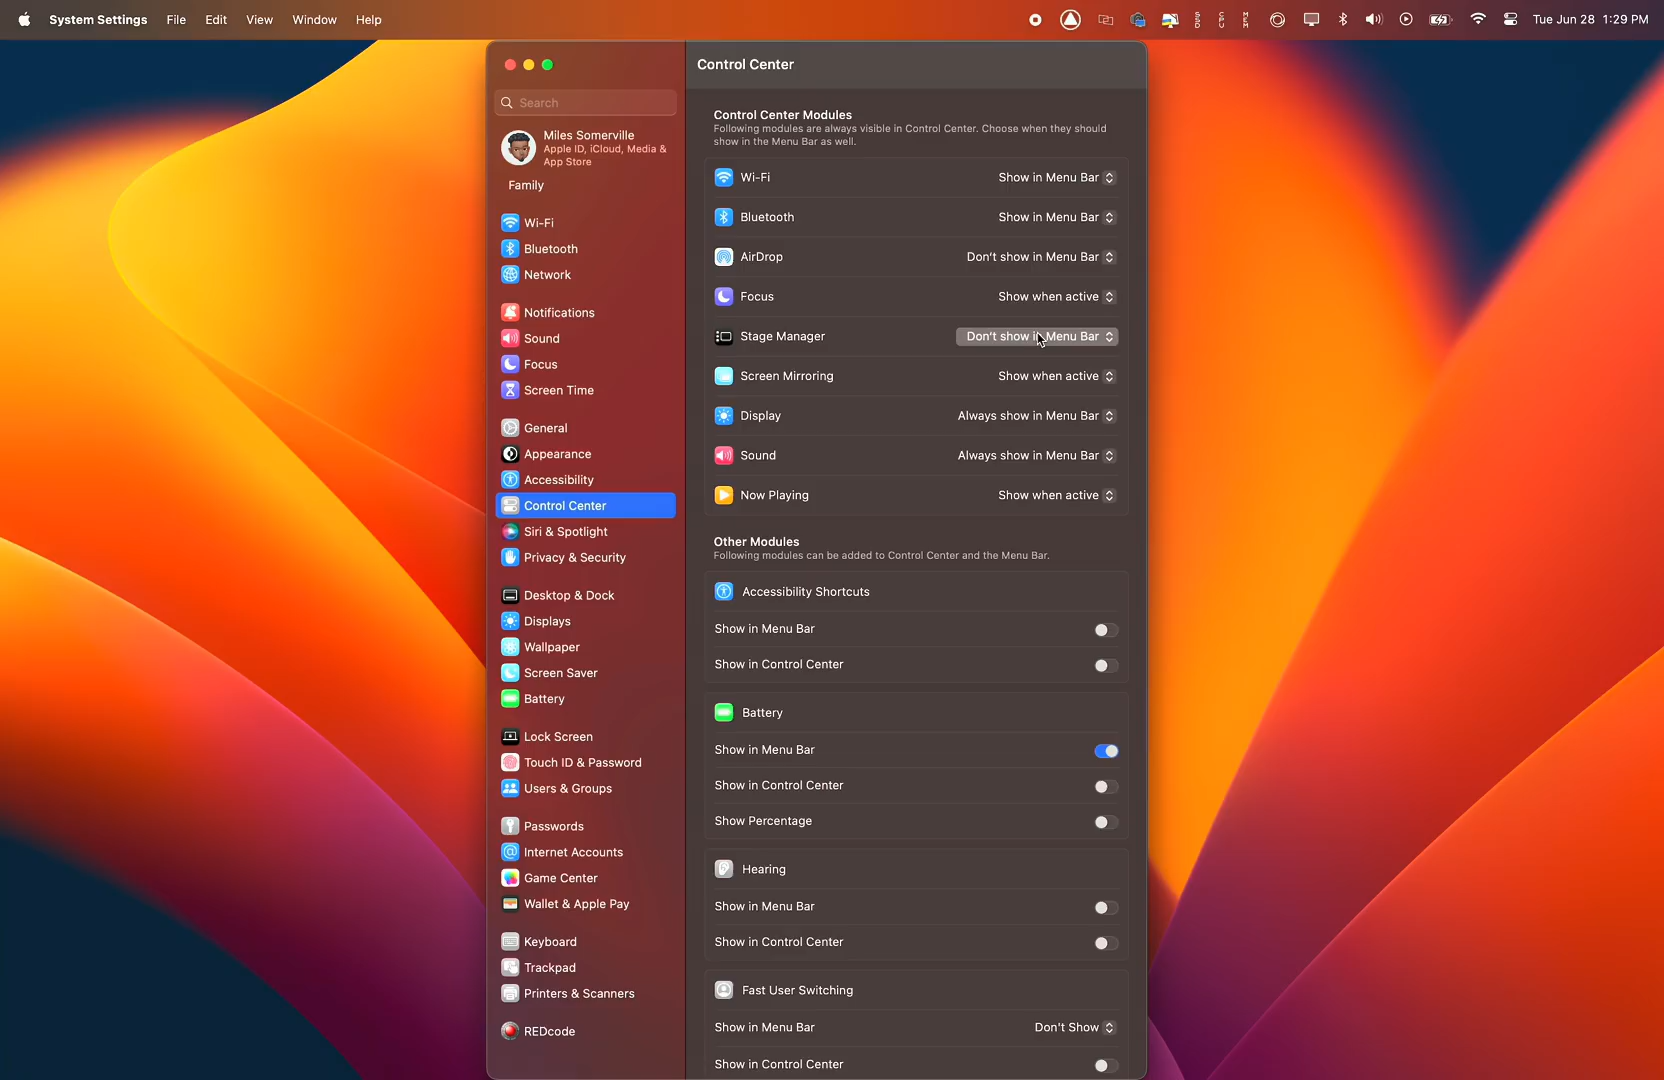 System Settings File Edit View Window Help
SSD CPU MEM Tue Jun 28 1:29 PM
Control Center
Search
Miles Somerville
Apple ID, iCloud, Media &
App Store
Family
Wi-Fi
Bluetooth
Network
Notifications
Sound
Focus
Screen Time
General
Appearance
Accessibility
Control Center
Siri & Spotlight
Privacy & Security
Desktop & Dock
Displays
Wallpaper
Screen Saver
Battery
Lock Screen
Touch ID & Password
Users & Groups
Passwords
Internet Accounts
Game Center
Wallet & Apple Pay
Keyboard
Trackpad
Printers & Scanners
REDcode
Control Center Modules
Following modules are always visible in Control Center. Choose when they should
show in the Menu Bar as well.
Wi-Fi Show in Menu Bar
Bluetooth Show in Menu Bar
AirDrop Don't show in Menu Bar
Focus Show when active
Stage Manager Don't show in Menu Bar
Screen Mirroring Show when active
Display Always show in Menu Bar
Sound Always show in Menu Bar
Now Playing Show when active
Other Modules
Following modules can be added to Control Center and the Menu Bar.
Accessibility Shortcuts
Show in Menu Bar
Show in Control Center
Battery
Show in Menu Bar
Show in Control Center
Show Percentage
Hearing
Show in Menu Bar
Show in Control Center
Fast User Switching
Show in Menu Bar Don't Show
Show in Control Center